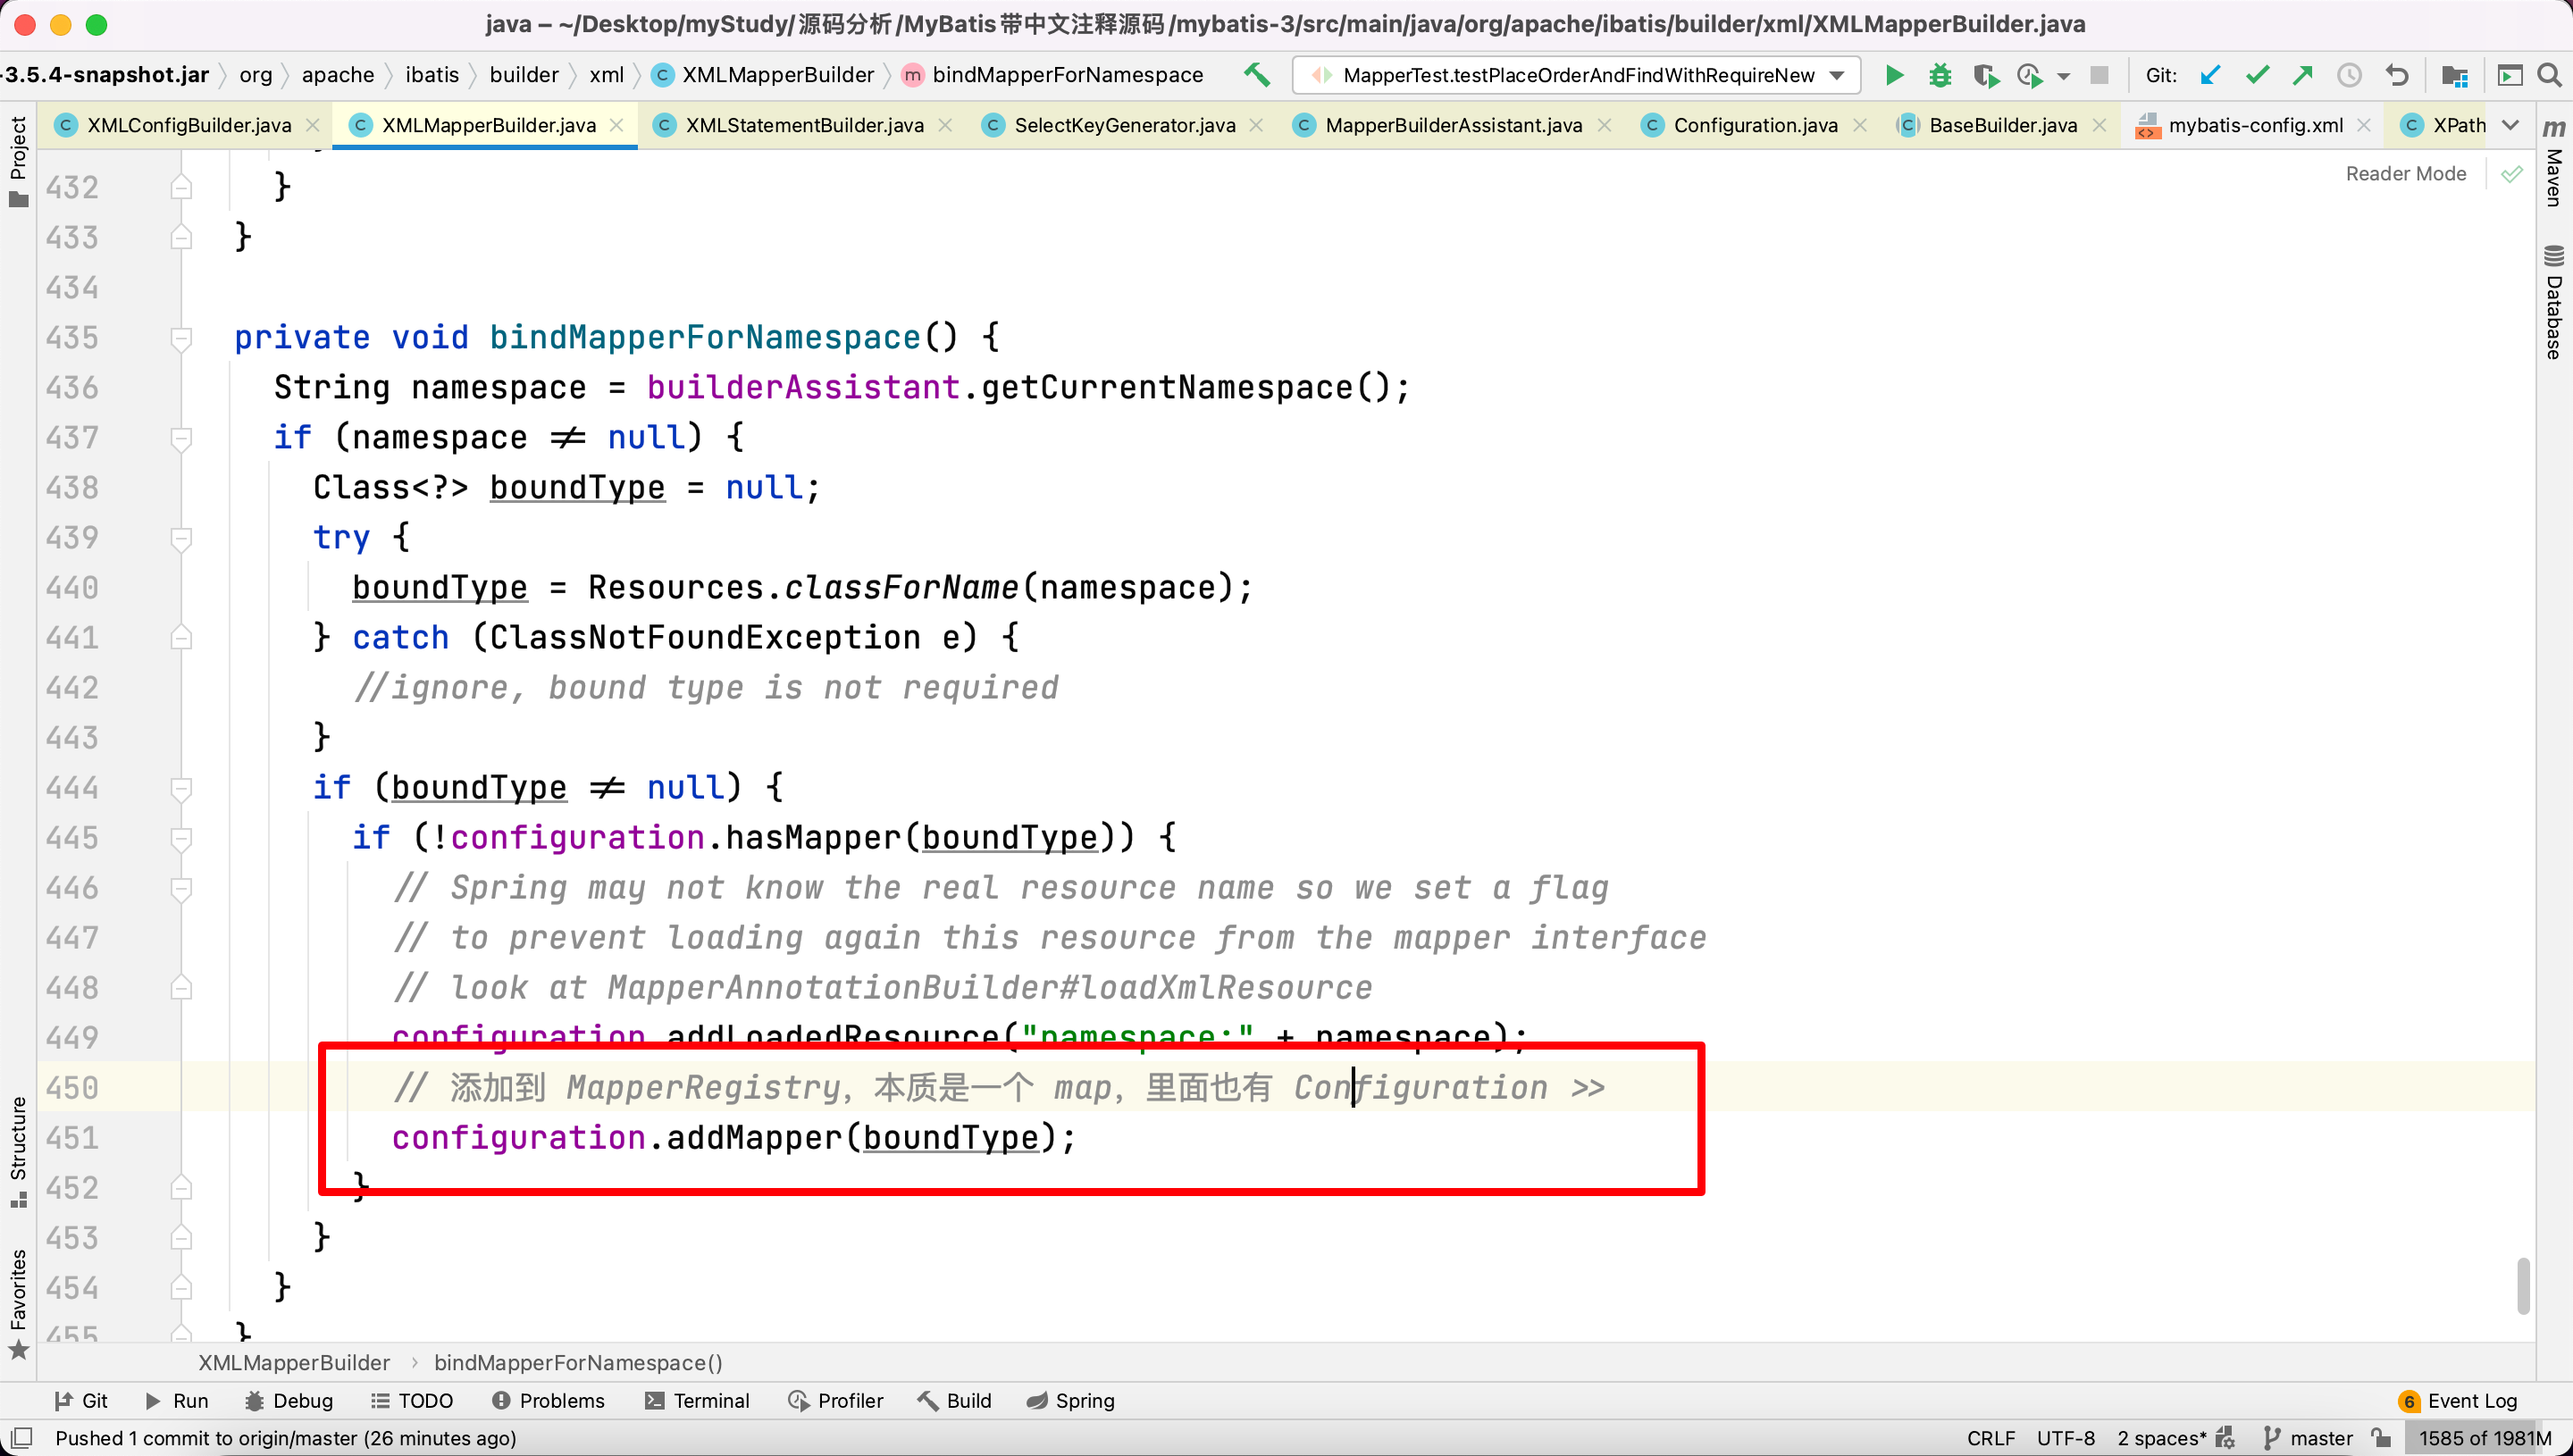 java – ~/Desktop/myStudy/源码分析/MyBatis带中文注释源码/mybatis-3/src/main/java/org/apache/ibatis/builder/xml/XMLMapperBuilder.java
-3.5.4-snapshot.jar org apache ibatis builder xml XMLMapperBuilder bindMapperForNamespace MapperTest.testPlaceOrderAndFindWithRequireNew Git:
XMLConfigBuilder.java XMLMapperBuilder.java XMLStatementBuilder.java SelectKeyGenerator.java MapperBuilderAssistant.java Configuration.java BaseBuilder.java mybatis-config.xml XPath
Project
Structure
Favorites
Reader Mode
Maven
Database
432 }
433 }
434
435 private void bindMapperForNamespace() {
436 String namespace = builderAssistant.getCurrentNamespace();
437 if (namespace ≠ null) {
438 Class<?> boundType = null;
439 try {
440 boundType = Resources.classForName(namespace);
441 } catch (ClassNotFoundException e) {
442 //ignore, bound type is not required
443 }
444 if (boundType ≠ null) {
445 if (!configuration.hasMapper(boundType)) {
446 // Spring may not know the real resource name so we set a flag
447 // to prevent loading again this resource from the mapper interface
448 // look at MapperAnnotationBuilder#loadXmlResource
449 configuration.addLoadedResource("namespace:" + namespace);
450 // 添加到 MapperRegistry，本质是一个 map，里面也有 Configuration >>
451 configuration.addMapper(boundType);
452 }
453 }
454 }
455 }
XMLMapperBuilder › bindMapperForNamespace()
Git Run Debug TODO Problems Terminal Profiler Build Spring 6 Event Log
Pushed 1 commit to origin/master (26 minutes ago) CRLF UTF-8 2 spaces* master 1585 of 1981M